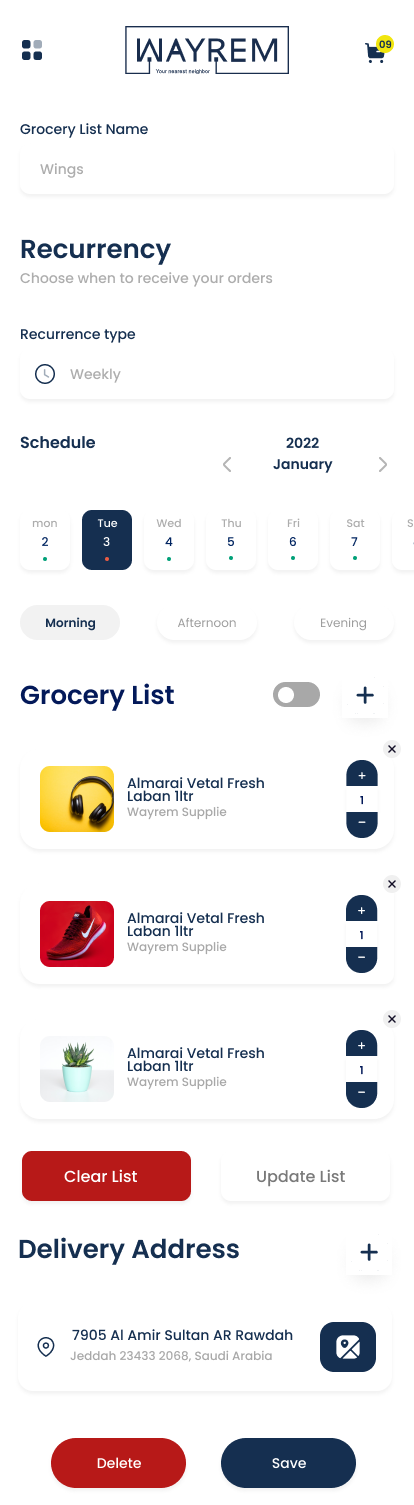 WAYREM
Your nearest neighbor
09
Grocery List Name
Wings
Recurrency
Choose when to receive your orders
Recurrence type
Weekly
Schedule
2022
January
mon
2
Tue
3
Wed
4
Thu
5
Fri
6
Sat
7
S
Morning
Afternoon
Evening
Grocery List
+
×
Almarai Vetal Fresh
Laban 1ltr
Wayrem Supplie
+
1
−
×
Almarai Vetal Fresh
Laban 1ltr
Wayrem Supplie
+
1
−
×
Almarai Vetal Fresh
Laban 1ltr
Wayrem Supplie
+
1
−
Clear List
Update List
Delivery Address
+
7905 Al Amir Sultan AR Rawdah
Jeddah 23433 2068, Saudi Arabia
Delete
Save